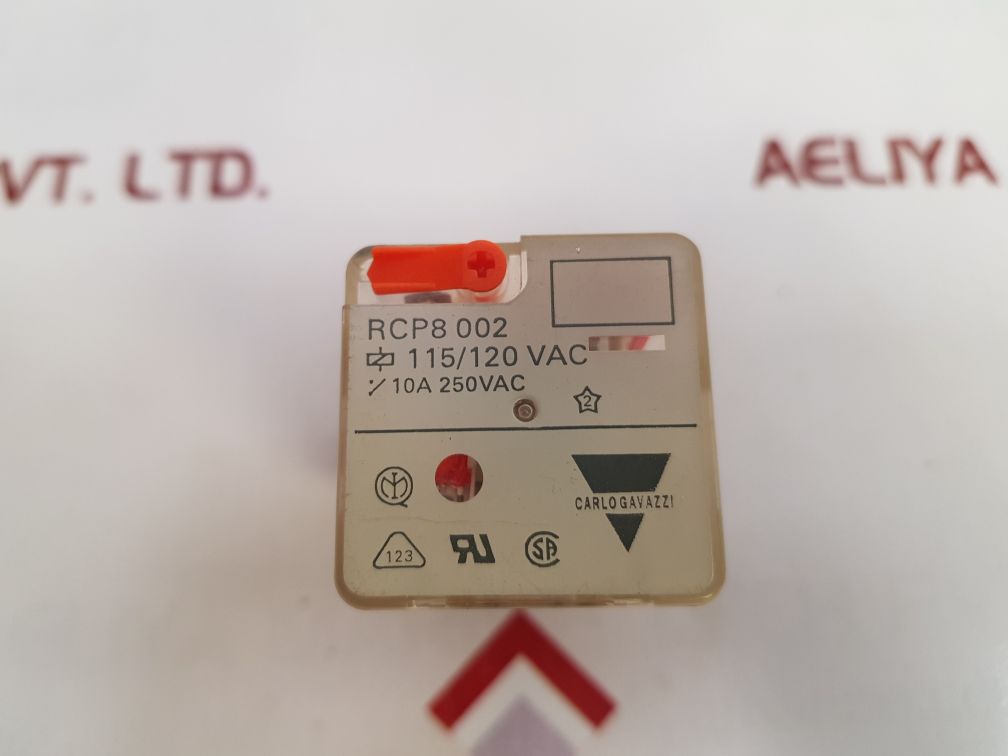 VT. LTD.
AELIYA
RCP8 002
115/120 VAC
10A 250VAC
2
CARLO GAVAZZI
123